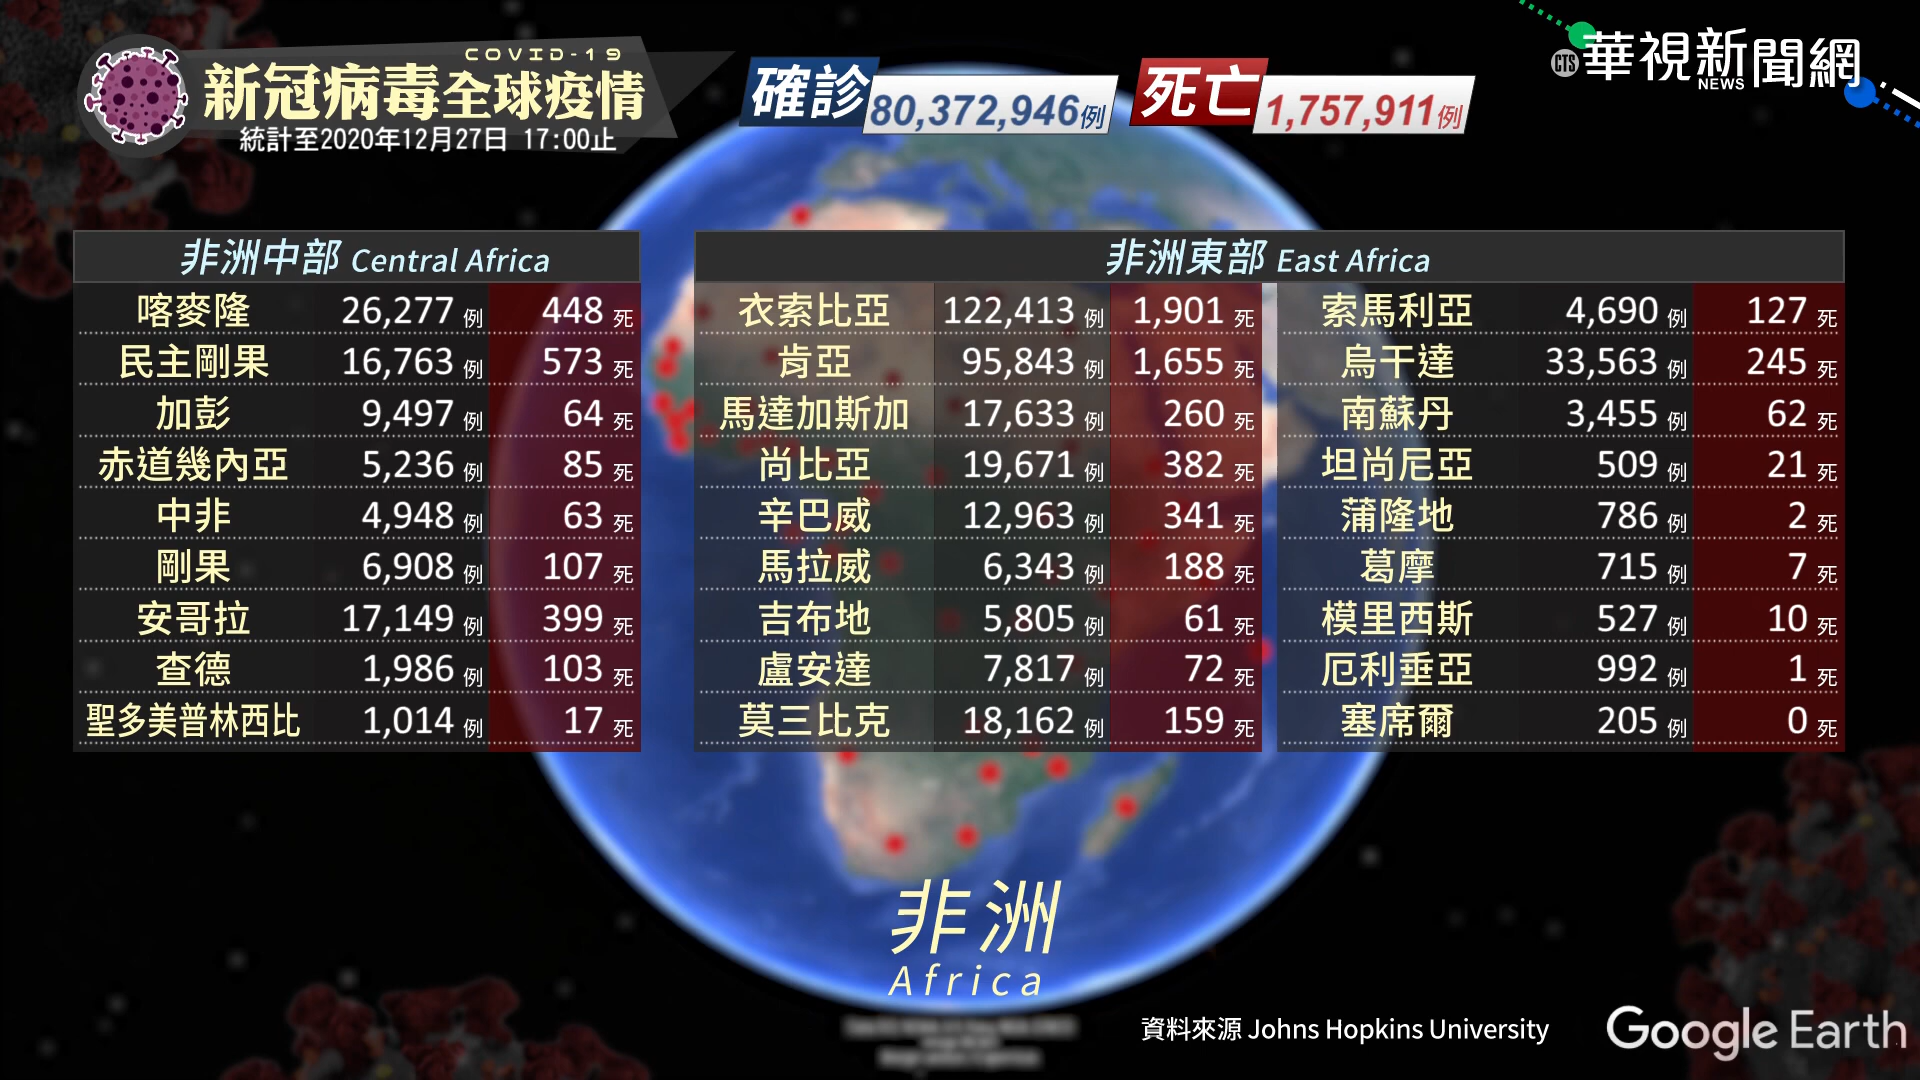 COVID-19
新冠病毒全球疫情
統計至2020年12月27日 17:00止
確診 80,372,946例 死亡 1,757,911例
CTS 華視新聞網
NEWS
非洲中部 Central Africa
喀麥隆 26,277 例 448 死
民主剛果 16,763 例 573 死
加彭 9,497 例 64 死
赤道幾內亞 5,236 例 85 死
中非 4,948 例 63 死
剛果 6,908 例 107 死
安哥拉 17,149 例 399 死
查德 1,986 例 103 死
聖多美普林西比 1,014 例 17 死
非洲東部 East Africa
衣索比亞 122,413 例 1,901 死
肯亞 95,843 例 1,655 死
馬達加斯加 17,633 例 260 死
尚比亞 19,671 例 382 死
辛巴威 12,963 例 341 死
馬拉威 6,343 例 188 死
吉布地 5,805 例 61 死
盧安達 7,817 例 72 死
莫三比克 18,162 例 159 死
索馬利亞 4,690 例 127 死
烏干達 33,563 例 245 死
南蘇丹 3,455 例 62 死
坦尚尼亞 509 例 21 死
蒲隆地 786 例 2 死
葛摩 715 例 7 死
模里西斯 527 例 10 死
厄利垂亞 992 例 1 死
塞席爾 205 例 0 死
非洲
Africa
資料來源 Johns Hopkins University
Google Earth